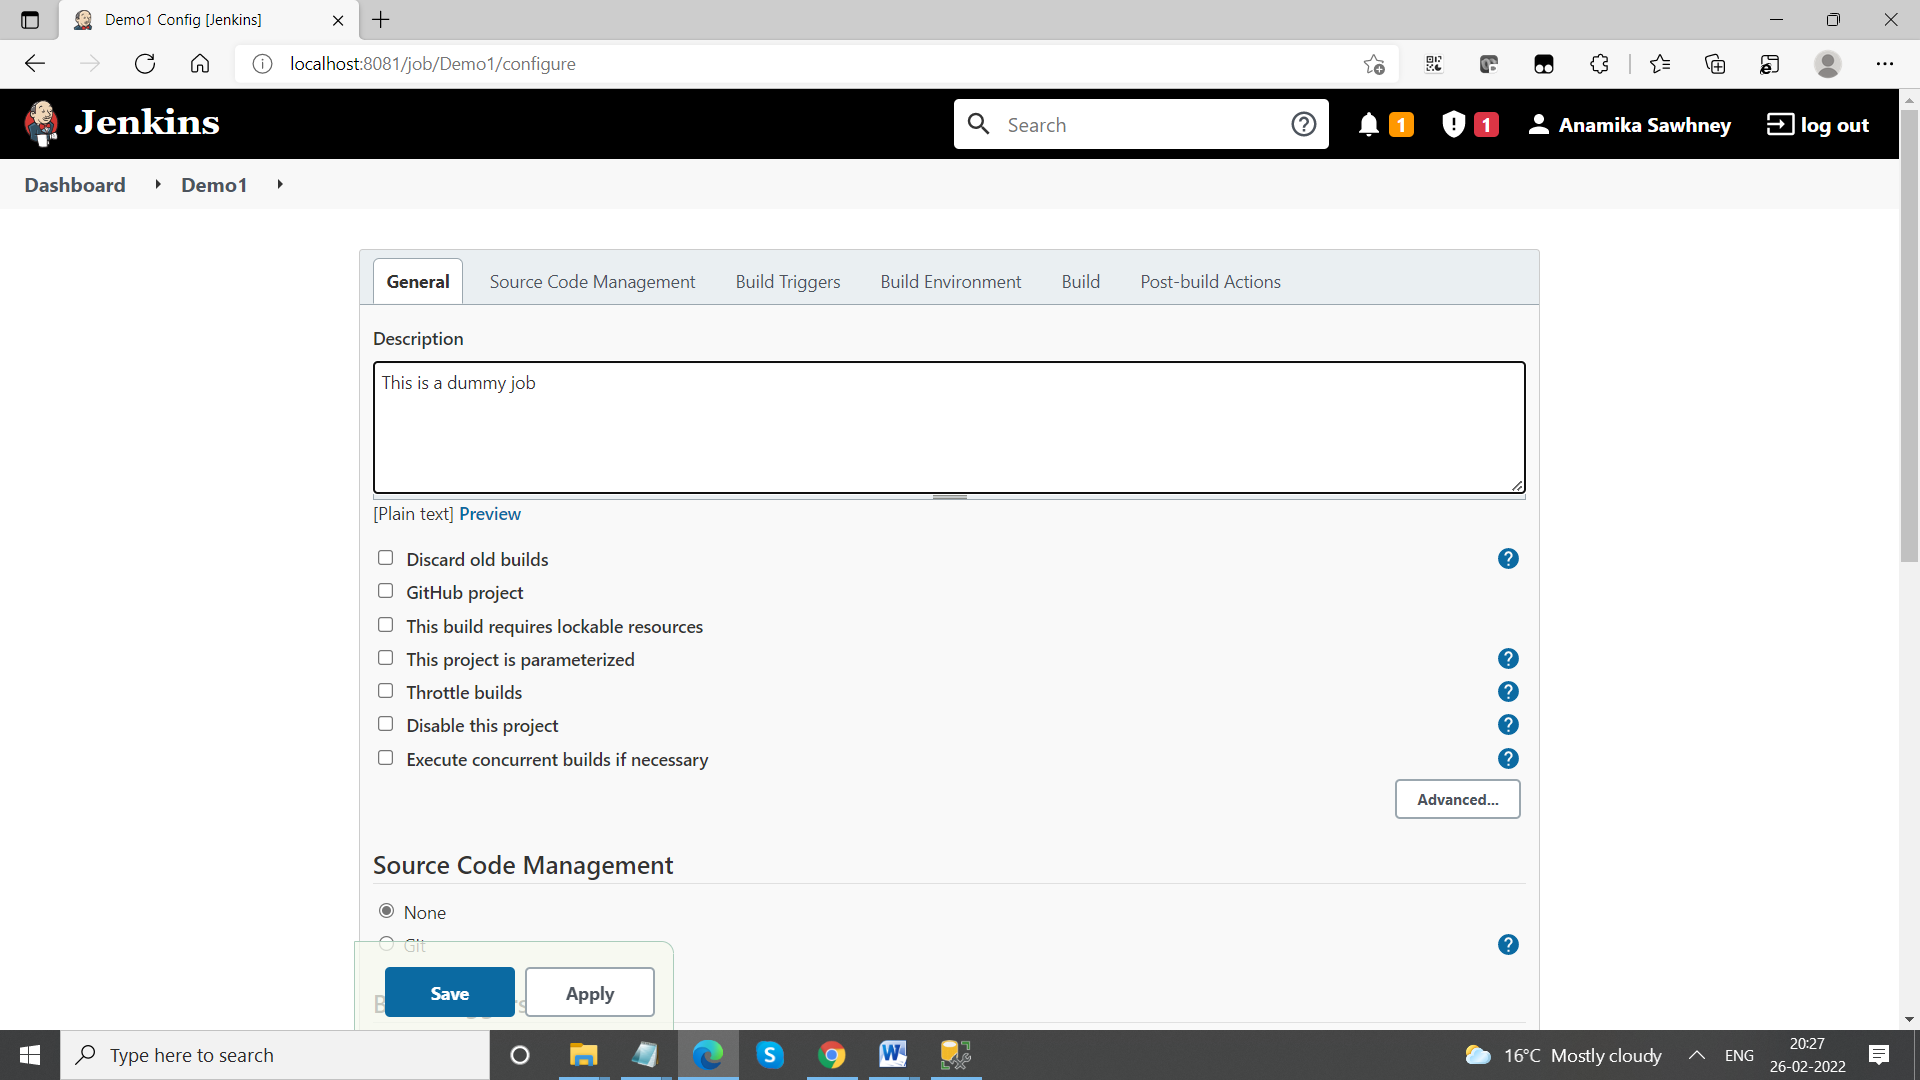 Demo1 Config [Jenkins]
localhost:8081/job/Demo1/configure
Jenkins
Search
1
1
Anamika Sawhney
log out
Dashboard
Demo1
General
Source Code Management
Build Triggers
Build Environment
Build
Post-build Actions
Description
This is a dummy job
[Plain text] Preview
Discard old builds
GitHub project
This build requires lockable resources
This project is parameterized
Throttle builds
Disable this project
Execute concurrent builds if necessary
Advanced...
Source Code Management
None
Git
Save
Apply
Type here to search
16°C Mostly cloudy
ENG
20:27
26-02-2022